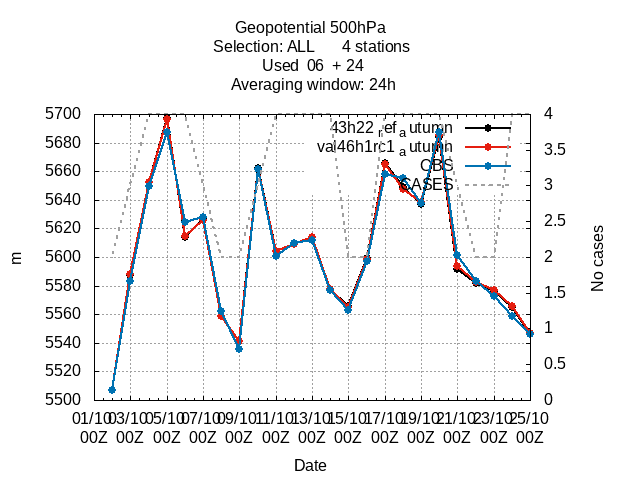 Geopotential 500hPa
Selection: ALL 4 stations
Used 06 + 24
Averaging window: 24h
5700
5680
5660
5640
5620
5600
5580
5560
5540
5520
5500
m
43h22_ref_autumn
val46h1rc1_autumn
OBS
CASES
4
3.5
3
2.5
2
1.5
1
0.5
0
No cases
01/10 03/10 05/10 07/10 09/10 11/10 13/10 15/10 17/10 19/10 21/10 23/10 25/10
00Z 00Z 00Z 00Z 00Z 00Z 00Z 00Z 00Z 00Z 00Z 00Z 00Z
Date